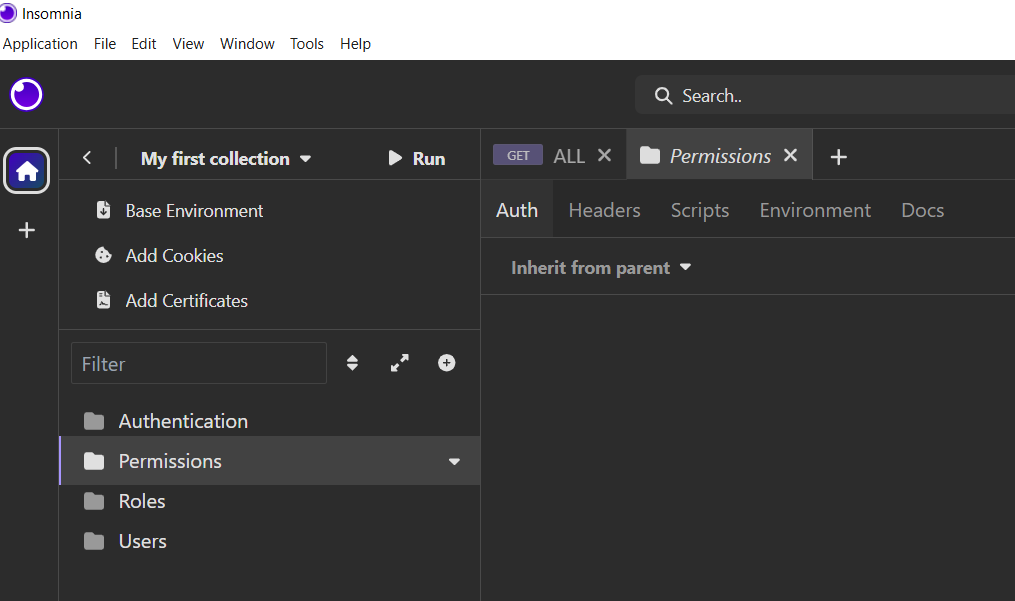 Insomnia
Application File Edit View Window Tools Help
Search..
My first collection Run
GET ALL Permissions
Base Environment
Add Cookies
Add Certificates
Auth Headers Scripts Environment Docs
Inherit from parent
Filter
Authentication
Permissions
Roles
Users